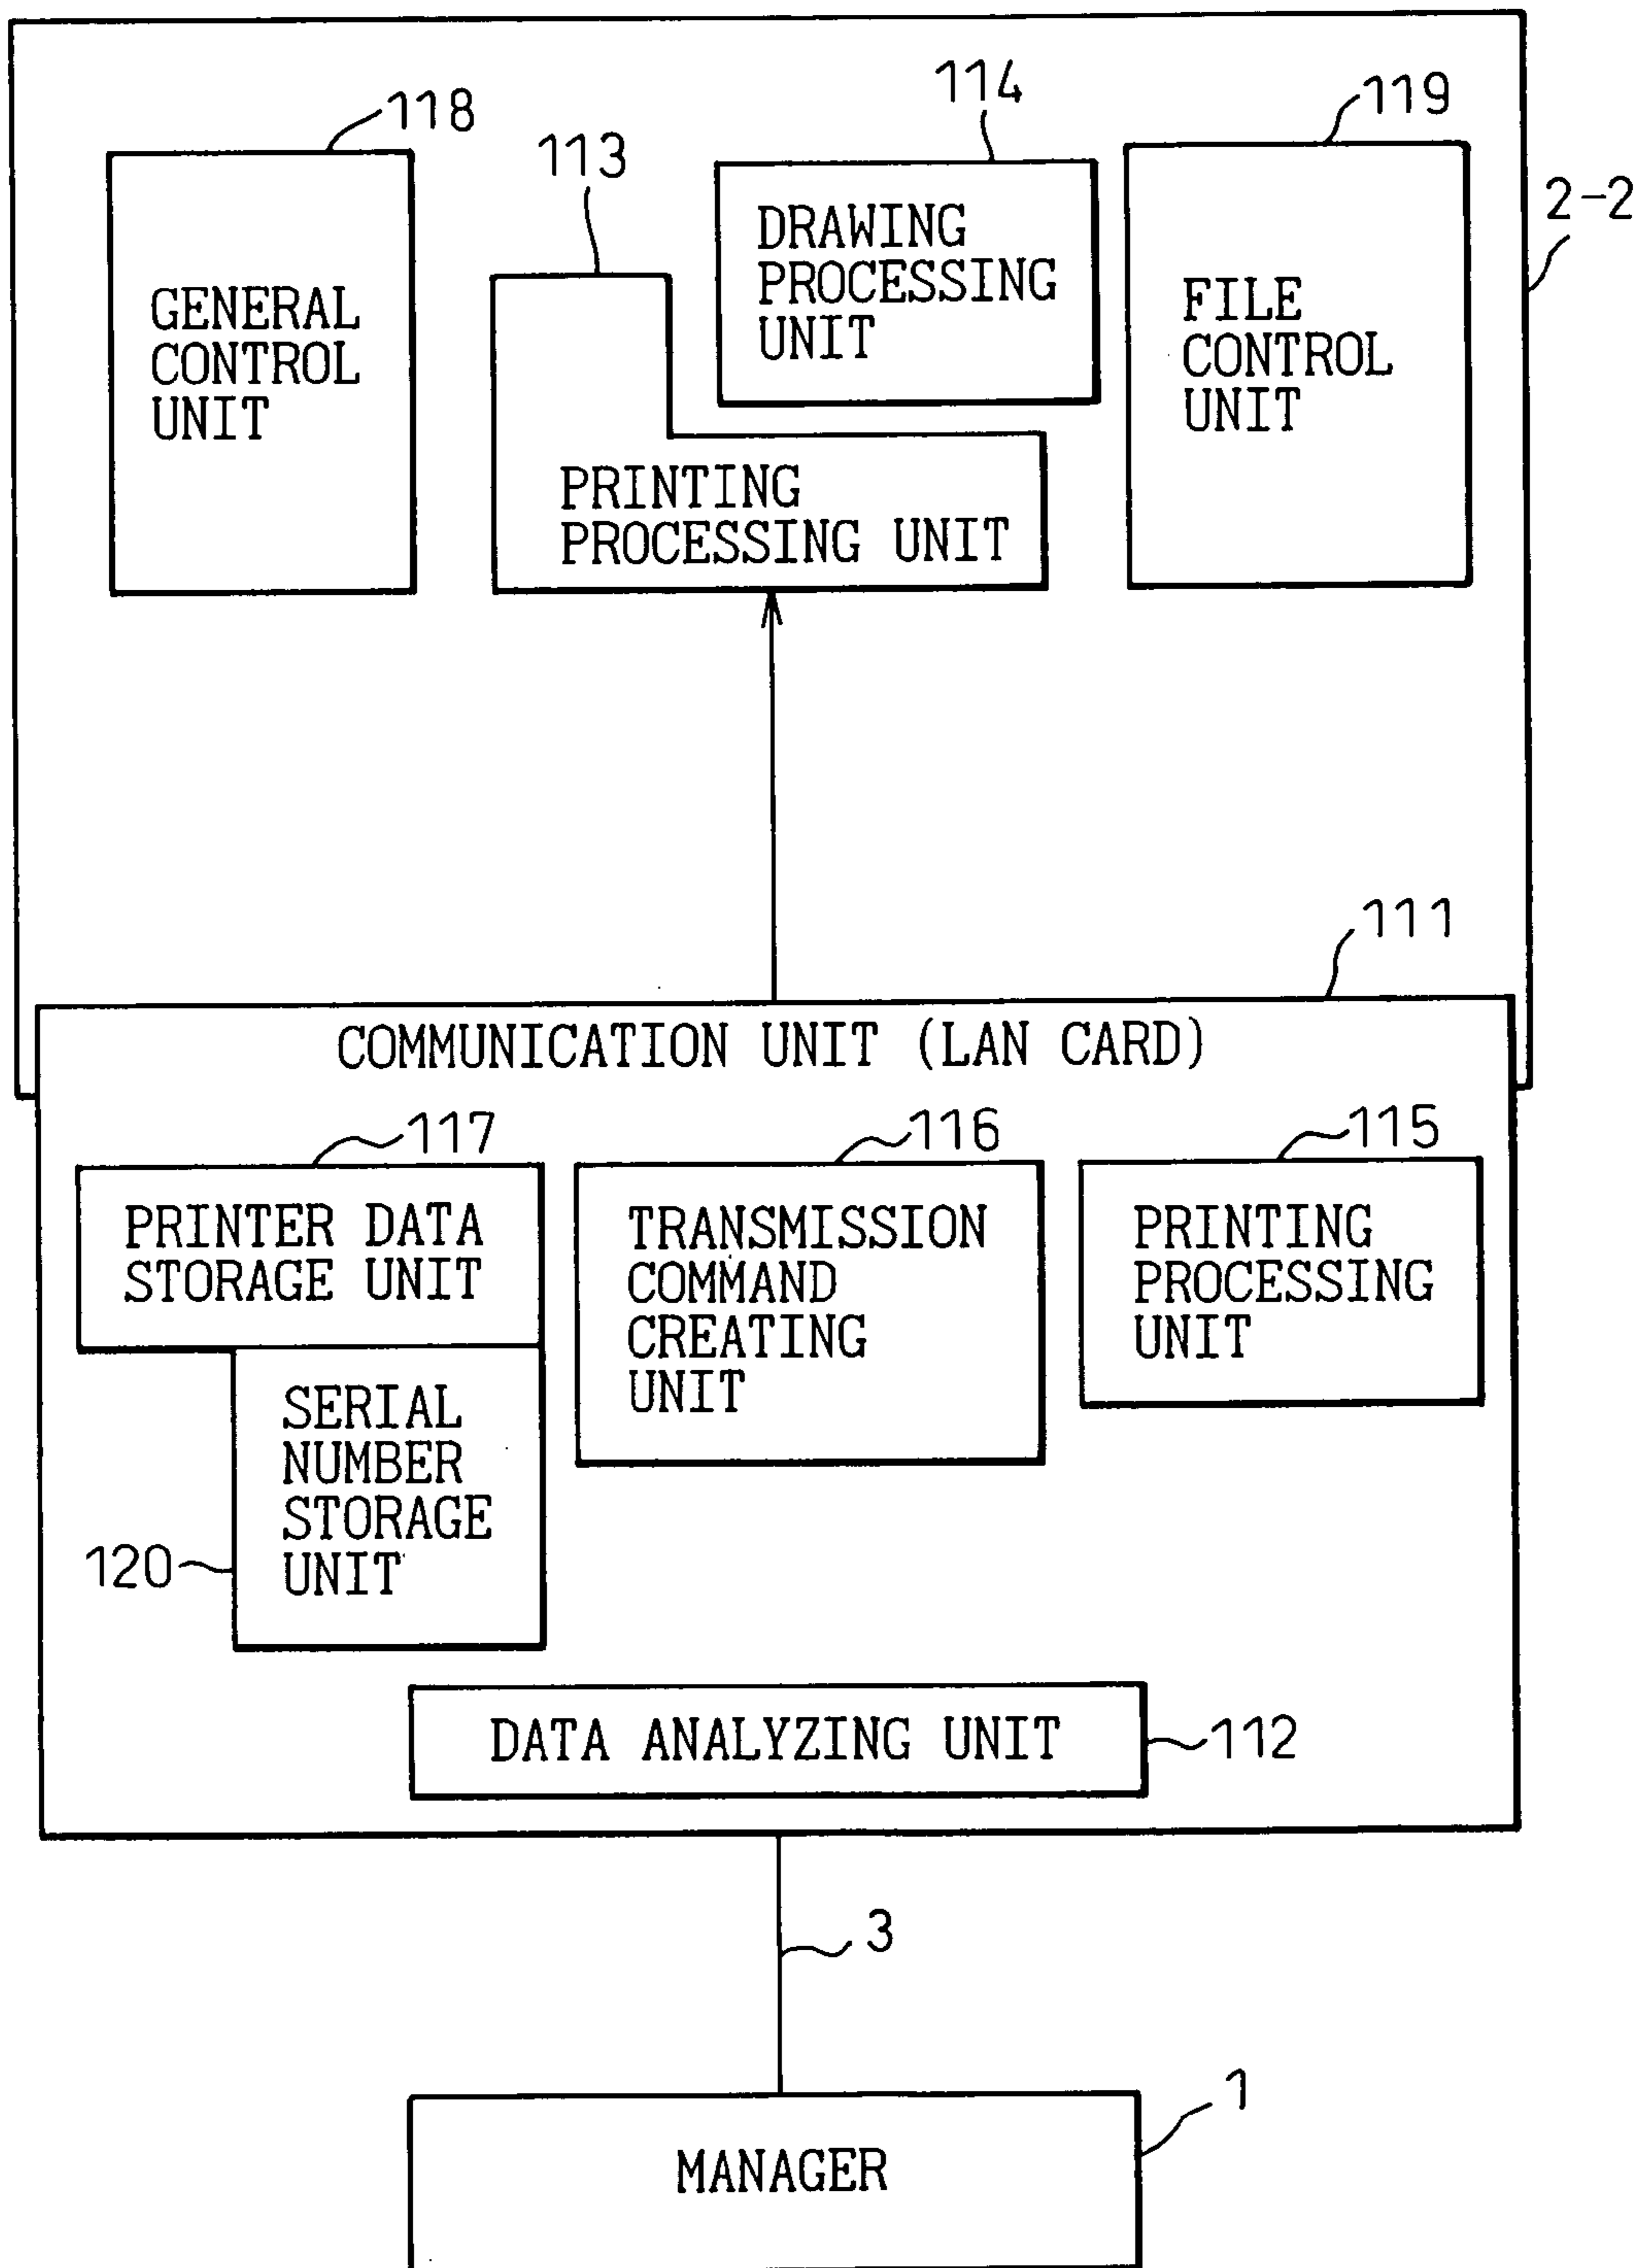 118
113
114
119
2-2
GENERAL
CONTROL
UNIT
DRAWING
PROCESSING
UNIT
FILE
CONTROL
UNIT
PRINTING
PROCESSING UNIT
111
COMMUNICATION UNIT (LAN CARD)
117
116
115
PRINTER DATA
STORAGE UNIT
TRANSMISSION
COMMAND
CREATING
UNIT
PRINTING
PROCESSING
UNIT
SERIAL
NUMBER
STORAGE
UNIT
120
DATA ANALYZING UNIT
112
3
1
MANAGER